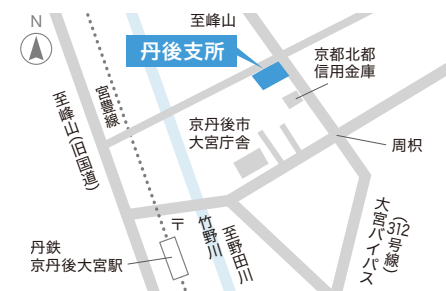 N
至峰山
丹後支所
京都北都
信用金庫
宮豊線
至峰山(旧国道)
京丹後市
大宮庁舎
周枳
〒
竹野川
至野田川
大宮バイパス
(312号線)
丹鉄
京丹後大宮駅